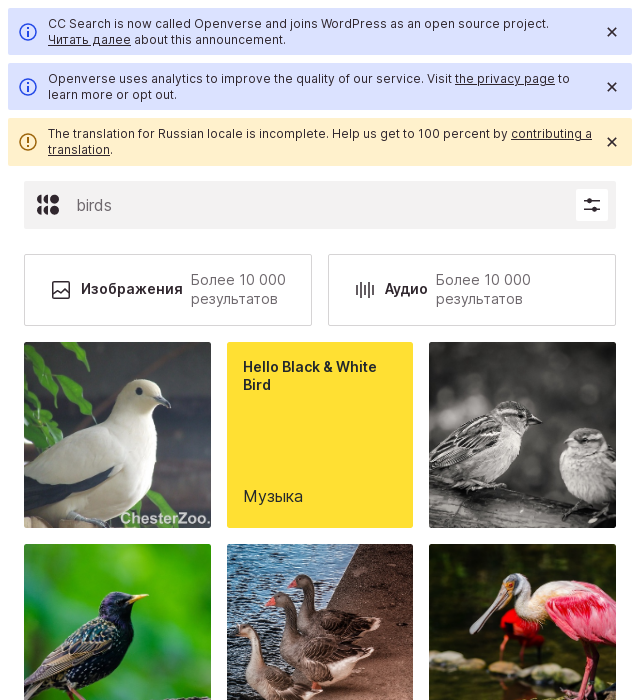 CC Search is now called Openverse and joins WordPress as an open source project.
Читать далее about this announcement.
Openverse uses analytics to improve the quality of our service. Visit the privacy page to
learn more or opt out.
The translation for Russian locale is incomplete. Help us get to 100 percent by contributing a
translation.
birds
Изображения
Более 10 000
результатов
Аудио
Более 10 000
результатов
ChesterZoo.
Hello Black & White
Bird
Музыка